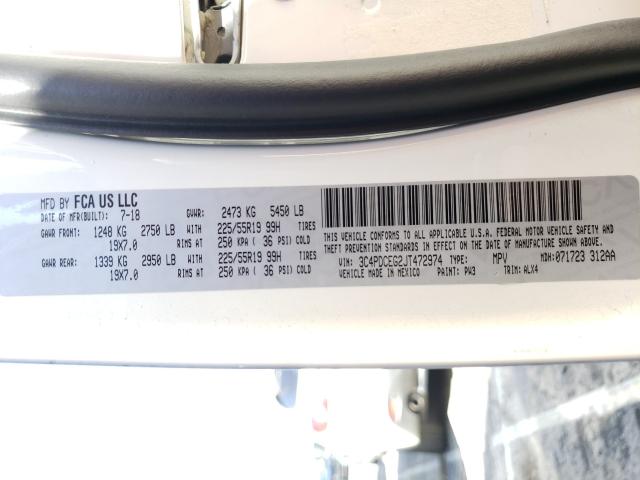 MFD BY FCA US LLC
DATE OF MFR(BUILT): 7-18 GVWR: 2473 KG 5450 LB
GAWR FRONT: 1248 KG 2750 LB WITH 225/55R19 99H TIRES
19X7.0 RIMS AT 250 KPA ( 36 PSI) COLD
GAWR REAR: 1339 KG 2950 LB WITH 225/55R19 99H TIRES
19X7.0 RIMS AT 250 KPA ( 36 PSI) COLD
THIS VEHICLE CONFORMS TO ALL APPLICABLE U.S.A. FEDERAL MOTOR VEHICLE SAFETY AND
THEFT PREVENTION STANDARDS IN EFFECT ON THE DATE OF MANUFACTURE SHOWN ABOVE.
VIN: 3C4PDCEG2JT472974 TYPE: MPV MDH:071723 312AA
MADE IN MEXICO PAINT: PW3 TRIM: ALX4